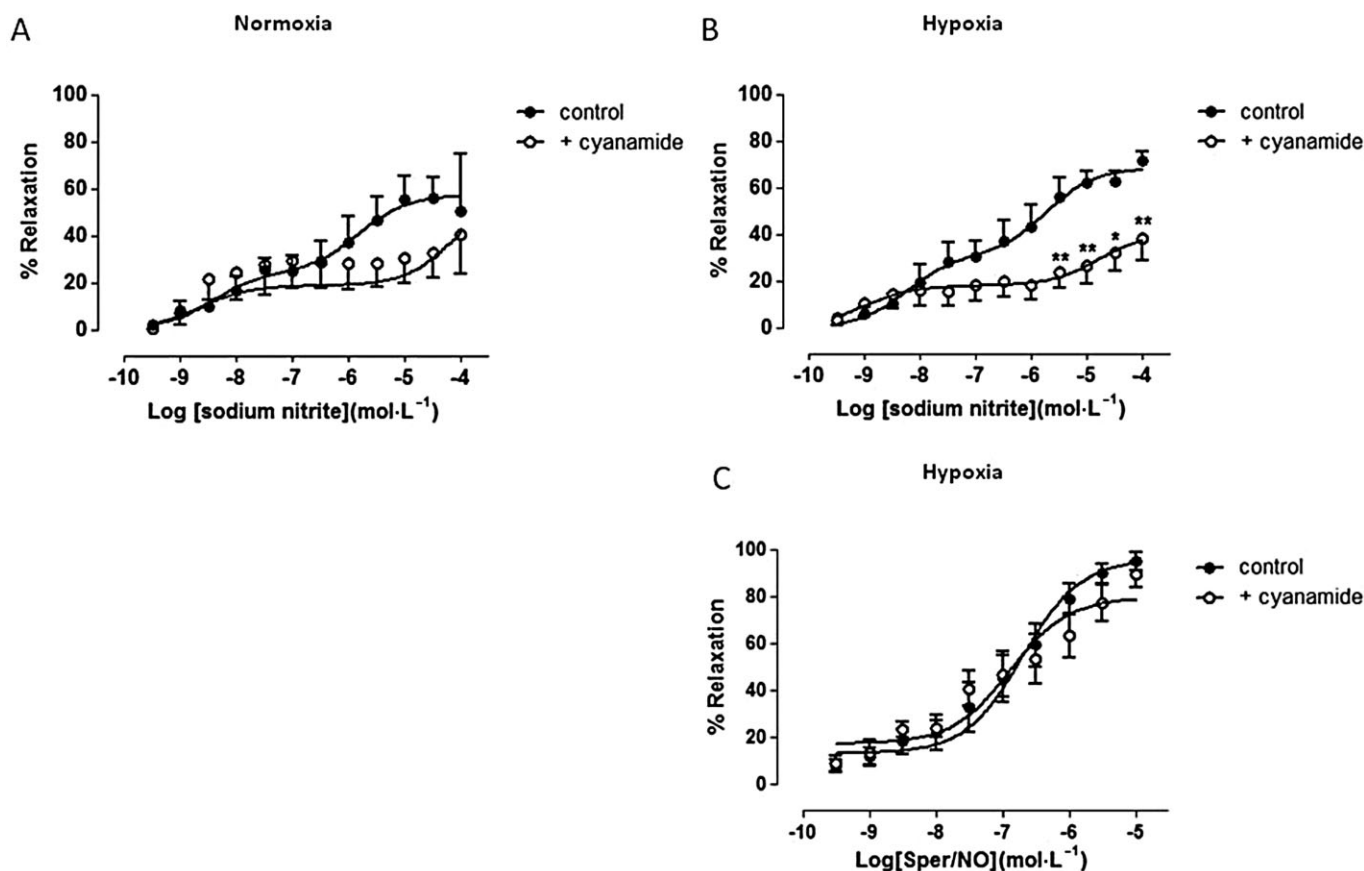 A
Normoxia
100
80
60
40
20
0
% Relaxation
-10 -9 -8 -7 -6 -5 -4
Log [sodium nitrite](mol·L⁻¹)
control
+ cyanamide
B
Hypoxia
100
80
60
40
20
0
% Relaxation
** ** * **
-10 -9 -8 -7 -6 -5 -4
Log [sodium nitrite](mol·L⁻¹)
control
+ cyanamide
C
Hypoxia
100
80
60
40
20
0
% Relaxation
-10 -9 -8 -7 -6 -5
Log[Sper/NO](mol·L⁻¹)
control
+ cyanamide